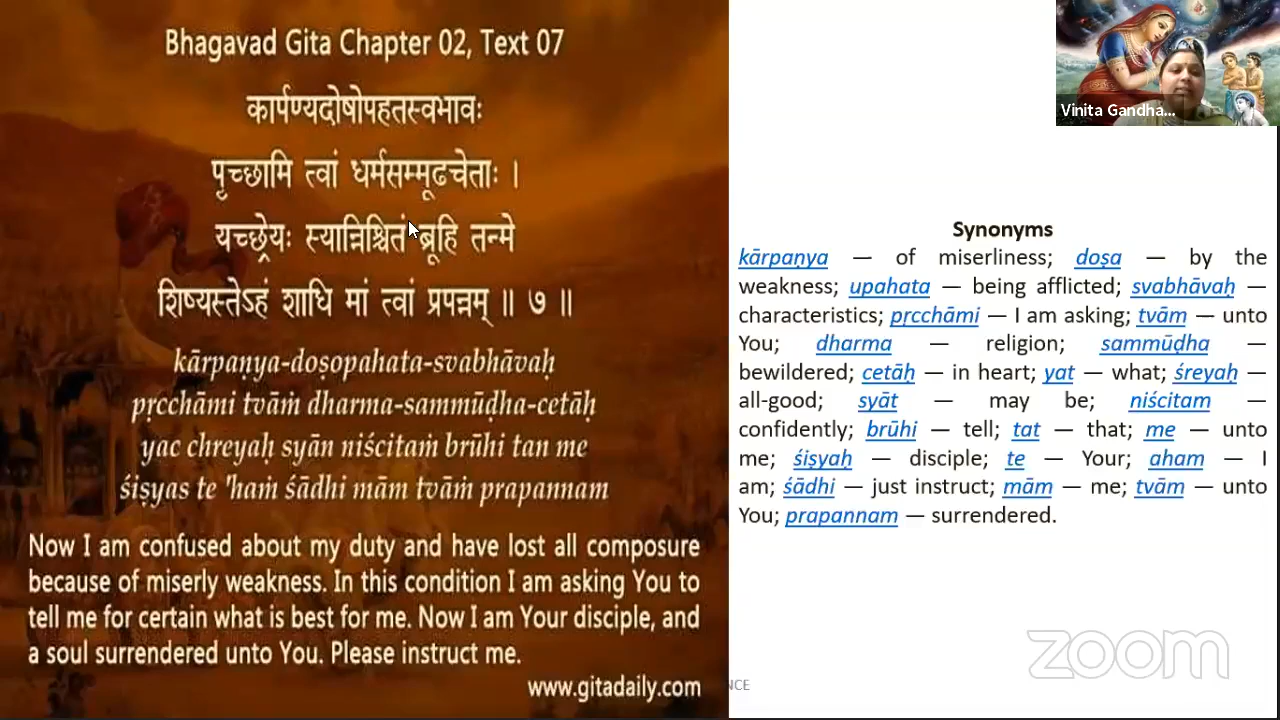 Bhagavad Gita Chapter 02, Text 07
कार्पण्यदोषोपहतस्वभावः
पृच्छामि त्वां धर्मसम्मूढचेताः ।
यच्छ्रेयः स्यान्निश्चितं ब्रूहि तन्मे
शिष्यस्तेऽहं शाधि मां त्वां प्रपन्नम् ॥ ७ ॥
kārpaṇya-doṣopahata-svabhāvaḥ
pṛcchāmi tvāṁ dharma-sammūḍha-cetāḥ
yac chreyaḥ syān niścitaṁ brūhi tan me
śiṣyas te 'haṁ śādhi mām tvāṁ prapannam
Now I am confused about my duty and have lost all composure
because of miserly weakness. In this condition I am asking You to
tell me for certain what is best for me. Now I am Your disciple, and
a soul surrendered unto You. Please instruct me.
www.gitadaily.com
Vinita Gandha...
Synonyms
kārpaṇya — of miserliness; doṣa — by the
weakness; upahata — being afflicted; svabhāvaḥ —
characteristics; pṛcchāmi — I am asking; tvām — unto
You; dharma — religion; sammūḍha —
bewildered; cetāḥ — in heart; yat — what; śreyaḥ —
all-good; syāt — may be; niścitam —
confidently; brūhi — tell; tat — that; me — unto
me; śiṣyaḥ — disciple; te — Your; aham — I
am; śādhi — just instruct; mām — me; tvām — unto
You; prapannam — surrendered.
zoom
NCE